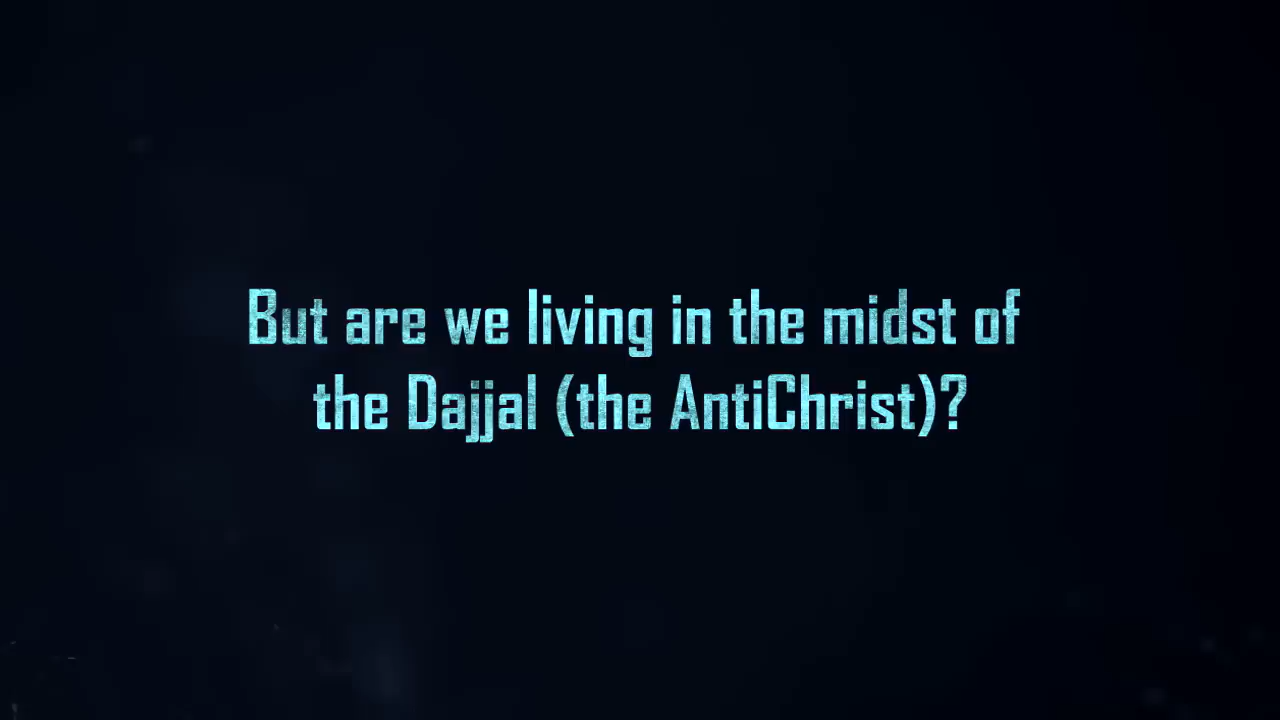 But are we living in the midst of
the Dajjal (the AntiChrist)?